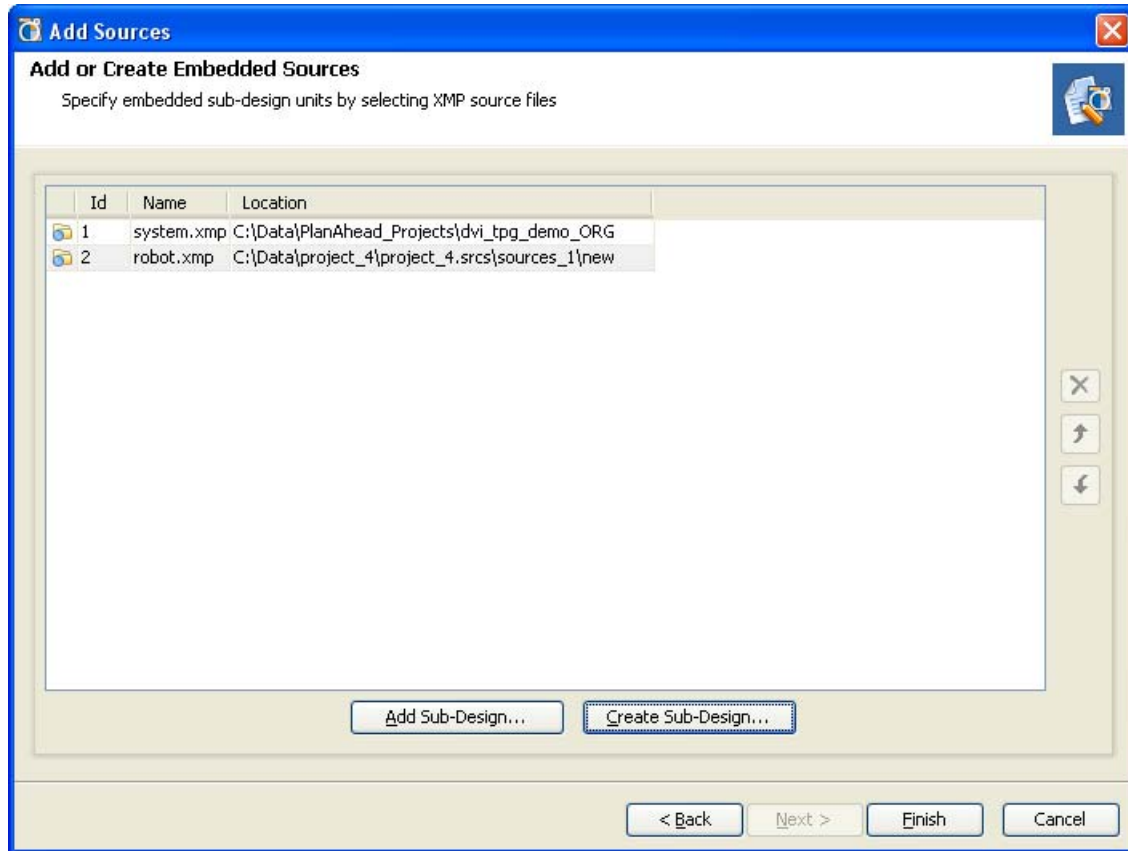 Add Sources
Add or Create Embedded Sources
Specify embedded sub-design units by selecting XMP source files
Id Name Location
1 system.xmp C:\Data\PlanAhead_Projects\dvi_tpg_demo_ORG
2 robot.xmp C:\Data\project_4\project_4.srcs\sources_1\new
Add Sub-Design... Create Sub-Design...
< Back Next > Finish Cancel